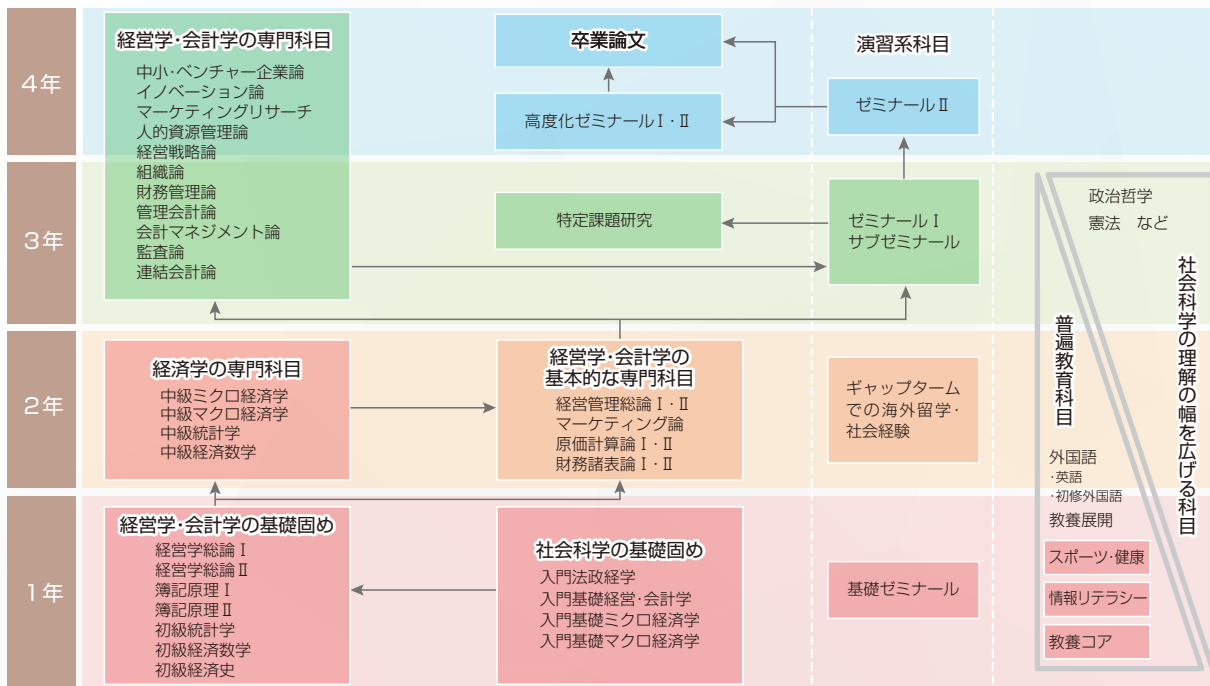 4年
経営学・会計学の専門科目
中小・ベンチャー企業論
イノベーション論
マーケティングリサーチ
人的資源管理論
経営戦略論
組織論
財務管理論
管理会計論
会計マネジメント論
監査論
連結会計論
卒業論文
高度化ゼミナールⅠ・Ⅱ
演習系科目
ゼミナールⅡ
3年
特定課題研究
ゼミナールⅠ
サブゼミナール
政治哲学
憲法 など
社会科学の理解の幅を広げる科目
2年
経済学の専門科目
中級ミクロ経済学
中級マクロ経済学
中級統計学
中級経済数学
経営学・会計学の
基本的な専門科目
経営管理総論Ⅰ・Ⅱ
マーケティング論
原価計算論Ⅰ・Ⅱ
財務諸表論Ⅰ・Ⅱ
ギャップターム
での海外留学・
社会経験
普遍教育科目
外国語
・英語
・初修外国語
教養展開
スポーツ・健康
情報リテラシー
教養コア
1年
経営学・会計学の基礎固め
経営学総論Ⅰ
経営学総論Ⅱ
簿記原理Ⅰ
簿記原理Ⅱ
初級統計学
初級経済数学
初級経済史
社会科学の基礎固め
入門法政経学
入門基礎経営・会計学
入門基礎ミクロ経済学
入門基礎マクロ経済学
基礎ゼミナール